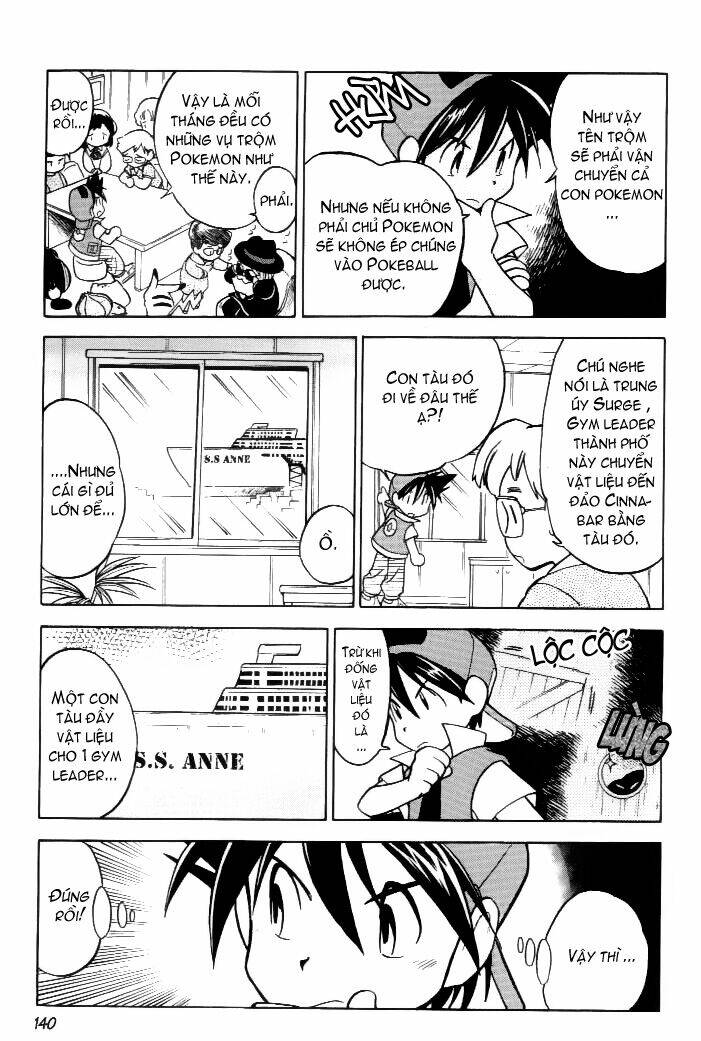 NHƯ VẬY
TÊN TRỘM
SẼ PHẢI VẬN
CHUYỂN CẢ
CON POKEMON
...
HỪM
NHƯNG NẾU KHÔNG
PHẢI CHỦ POKEMON
SẼ KHÔNG ÉP CHÚNG
VÀO POKEBALL
ĐƯỢC.
VẬY LÀ MỖI
THÁNG ĐỀU CÓ
NHỮNG VỤ TRỘM
POKEMON NHƯ
THẾ NÀY.
PHẢI.
ĐƯỢC
RỒI...
CHÚ NGHE
NÓI LÀ TRUNG
ÚY SURGE ,
GYM LEADER
THÀNH PHỐ
NÀY CHUYỂN
VẬT LIỆU ĐẾN
ĐẢO CINNA-
BAR BẰNG
TÀU ĐÓ.
CON TÀU ĐÓ
ĐI VỀ ĐÂU THẾ
Ạ?!
S.S ANNE
Ồ.
....NHƯNG
CÁI GÌ ĐỦ
LỚN ĐỂ...
LỘC CỘC
LÙNG
TRỪ KHI
ĐỐNG
VẬT
LIỆU
ĐÓ LÀ
...
S.S. ANNE
MỘT CON
TÀU ĐẦY
VẬT LIỆU
CHO 1 GYM
LEADER...
VẬY THÌ ...
ĐÚNG
RỒI!
140